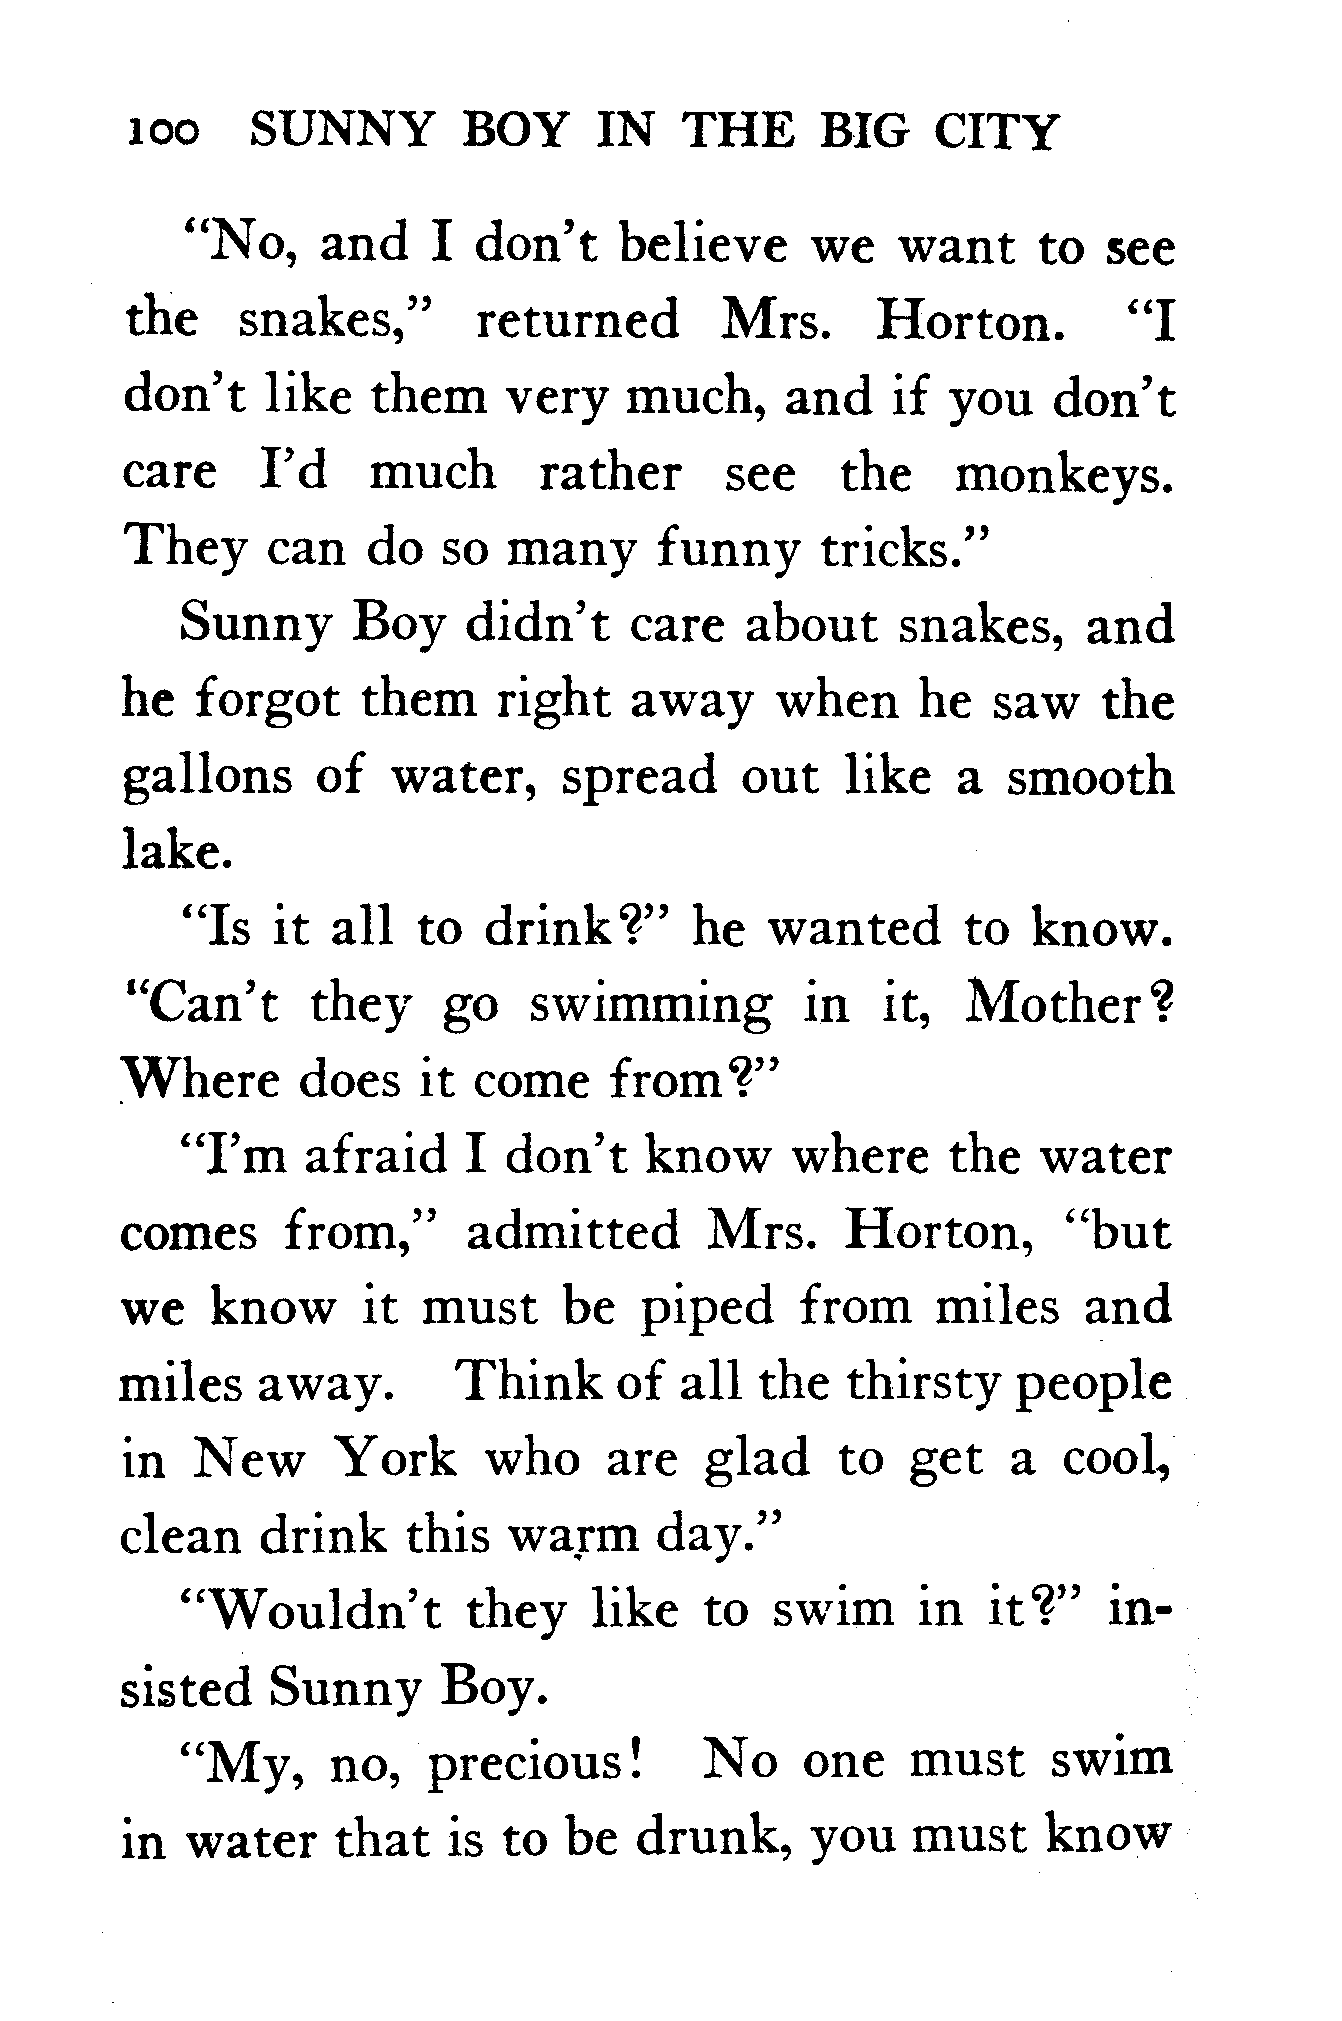 100 SUNNY BOY IN THE BIG CITY
“No, and I don’t believe we want to see
the snakes,” returned Mrs. Horton. “I
don’t like them very much, and if you don’t
care I’d much rather see the monkeys.
They can do so many funny tricks.”
Sunny Boy didn’t care about snakes, and
he forgot them right away when he saw the
gallons of water, spread out like a smooth
lake.
“Is it all to drink?” he wanted to know.
“Can’t they go swimming in it, Mother?
Where does it come from?”
“I’m afraid I don’t know where the water
comes from,” admitted Mrs. Horton, “but
we know it must be piped from miles and
miles away. Think of all the thirsty people
in New York who are glad to get a cool,
clean drink this warm day.”
“Wouldn’t they like to swim in it?” in-
sisted Sunny Boy.
“My, no, precious! No one must swim
in water that is to be drunk, you must know